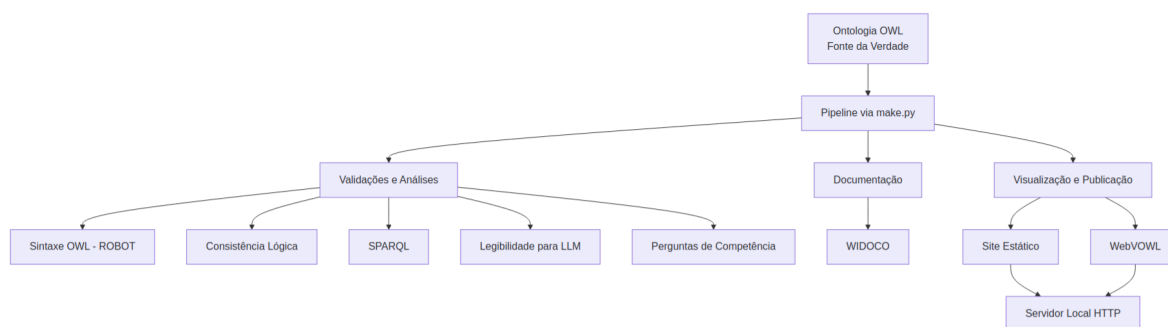 Ontologia OWL
Fonte da Verdade
Pipeline via make.py
Validações e Análises
Documentação
Visualização e Publicação
Sintaxe OWL - ROBOT
Consistência Lógica
SPARQL
Legibilidade para LLM
Perguntas de Competência
WIDOCO
Site Estático
WebVOWL
Servidor Local HTTP